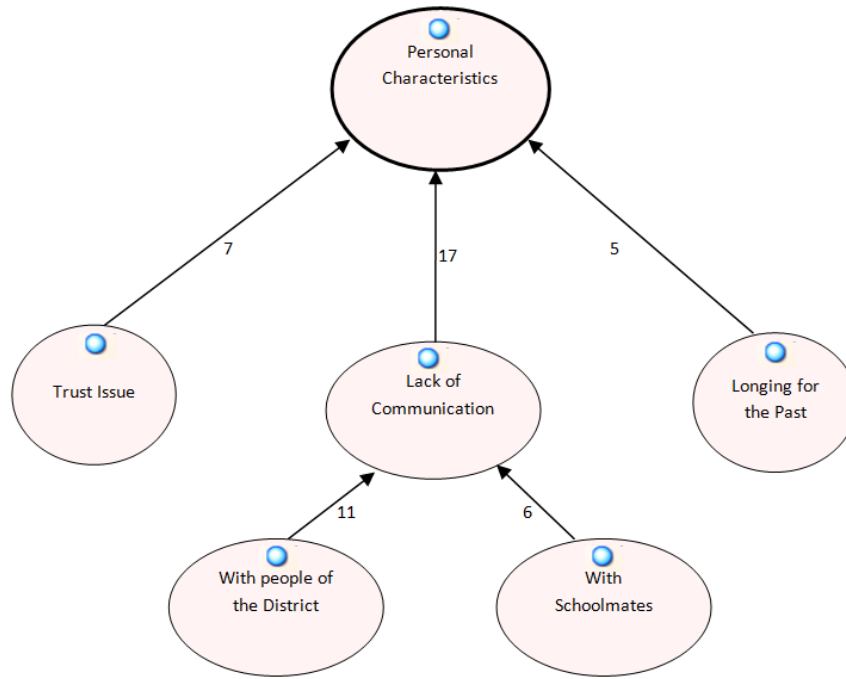 Personal
Characteristics
7
17
5
Trust Issue
Lack of
Communication
Longing for
the Past
11
6
With people of
the District
With
Schoolmates